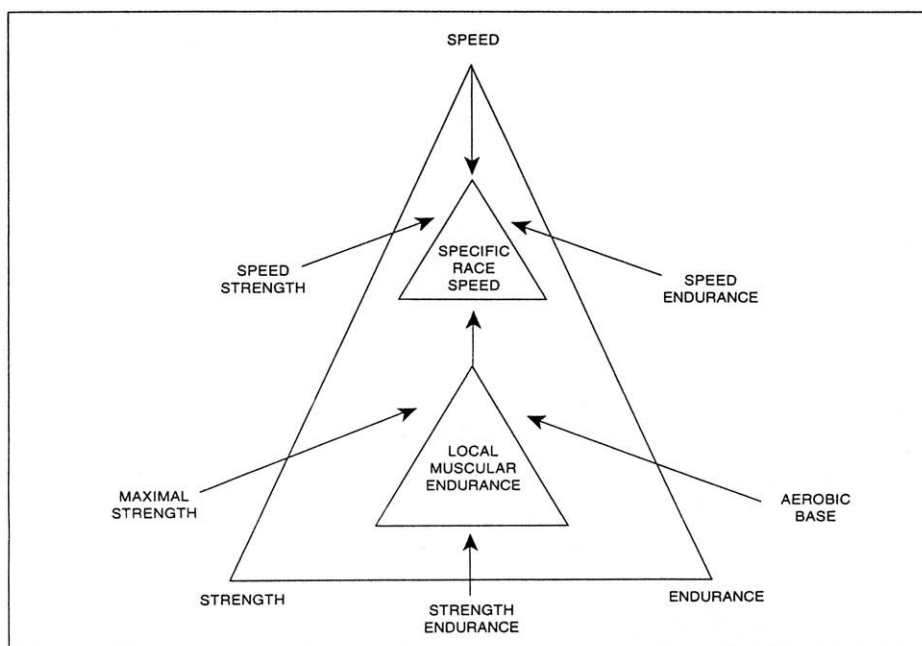 SPEED
SPEED
STRENGTH
SPECIFIC
RACE
SPEED
SPEED
ENDURANCE
MAXIMAL
STRENGTH
LOCAL
MUSCULAR
ENDURANCE
AEROBIC
BASE
STRENGTH
STRENGTH
ENDURANCE
ENDURANCE